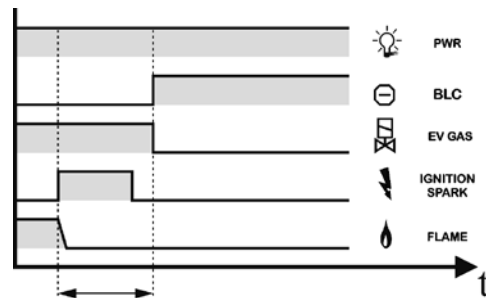 PWR
BLC
EV GAS
IGNITION
SPARK
FLAME
t